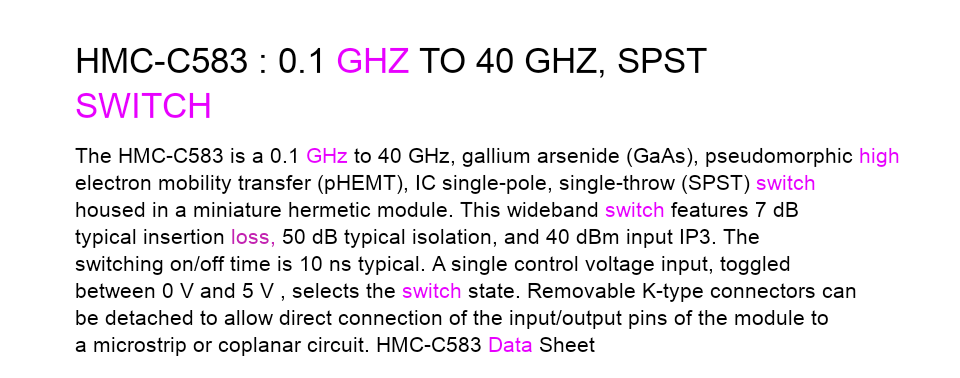 HMC-C583 : 0.1 GHZ TO 40 GHZ, SPST
SWITCH
The HMC-C583 is a 0.1 GHz to 40 GHz, gallium arsenide (GaAs), pseudomorphic high
electron mobility transfer (pHEMT), IC single-pole, single-throw (SPST) switch
housed in a miniature hermetic module. This wideband switch features 7 dB
typical insertion loss, 50 dB typical isolation, and 40 dBm input IP3. The
switching on/off time is 10 ns typical. A single control voltage input, toggled
between 0 V and 5 V , selects the switch state. Removable K-type connectors can
be detached to allow direct connection of the input/output pins of the module to
a microstrip or coplanar circuit. HMC-C583 Data Sheet